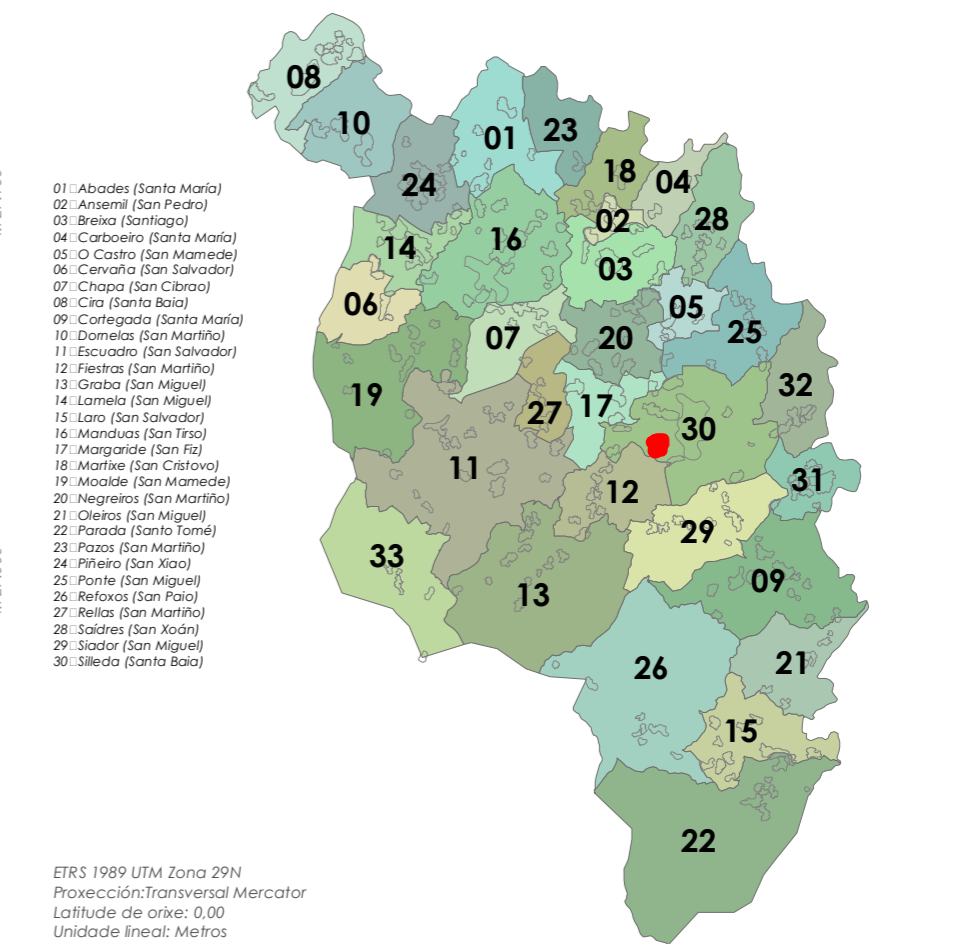 01 Abades (Santa María)
02 Ansemil (San Pedro)
03 Breixa (Santiago)
04 Carboeiro (Santa María)
05 O Castro (San Mamede)
06 Cervaña (San Salvador)
07 Chapa (San Cibrao)
08 Cira (Santa Baia)
09 Cortegada (Santa María)
10 Dornelas (San Martiño)
11 Escuadro (San Salvador)
12 Fiestras (San Martiño)
13 Graba (San Miguel)
14 Lamela (San Miguel)
15 Laro (San Salvador)
16 Manduas (San Tirso)
17 Margaride (San Fiz)
18 Martixe (San Cristovo)
19 Moalde (San Mamede)
20 Negreiros (San Martiño)
21 Oleiros (San Miguel)
22 Parada (Santo Tomé)
23 Pazos (San Martiño)
24 Piñeiro (San Xiao)
25 Ponte (San Miguel)
26 Refoxos (San Paio)
27 Rellas (San Martiño)
28 Saídres (San Xoán)
29 Siador (San Miguel)
30 Silleda (Santa Baia)
ETRS 1989 UTM Zona 29N
Proxección:Transversal Mercator
Latitude de orixe: 0,00
Unidade lineal: Metros
08
10
01
23
18
04
24
02
28
14
16
03
06
05
07
20
25
19
32
17
27
30
11
12
31
29
33
13
09
26
21
15
22